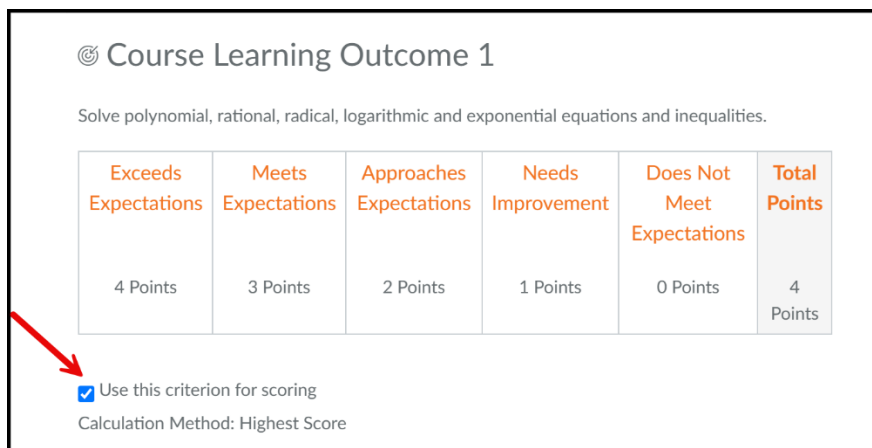 Course Learning Outcome 1
Solve polynomial, rational, radical, logarithmic and exponential equations and inequalities.
Exceeds Expectations Meets Expectations Approaches Expectations Needs Improvement Does Not Meet Expectations Total Points
4 Points 3 Points 2 Points 1 Points 0 Points 4 Points
Use this criterion for scoring
Calculation Method: Highest Score